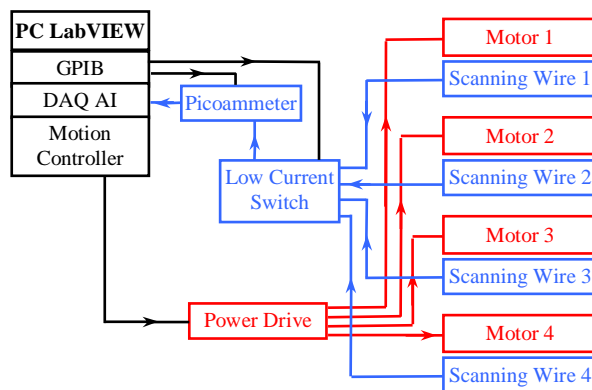 PC LabVIEW
GPIB
DAQ AI
Motion
Controller
Picoammeter
Low Current
Switch
Power Drive
Motor 1
Scanning Wire 1
Motor 2
Scanning Wire 2
Motor 3
Scanning Wire 3
Motor 4
Scanning Wire 4